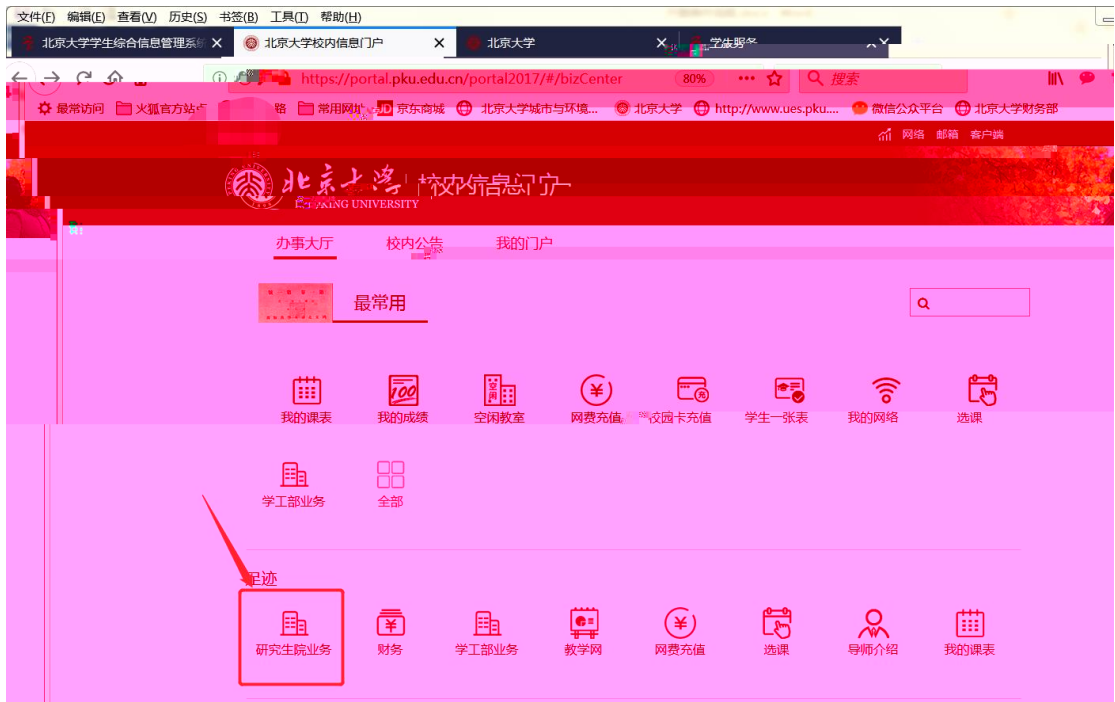 文件(F) 编辑(E) 查看(V) 历史(S) 书签(B) 工具(T) 帮助(H)
北京大学学生综合信息管理系 北京大学校内信息门户 北京大学
https://portal.pku.edu.cn/portal2017/#/bizCenter 80% 搜索
最常访问 火狐官方站点 常用网址 JD 京东商城 北京大学城市与环境... 北京大学 http://www.ues.pku.... 微信公众平台 北京大学财务部
网络 邮箱 客户端
北京大学 校内信息门户
UNIVERSITY
办事大厅 校内公告 我的门户
最常用
我的课表 我的成绩 空闲教室 网费充值 校园卡充值 学生一张表 我的网络 选课
学工部业务 全部
足迹
研究生院业务 财务 学工部业务 教学网 网费充值 选课 导师介绍 我的课表